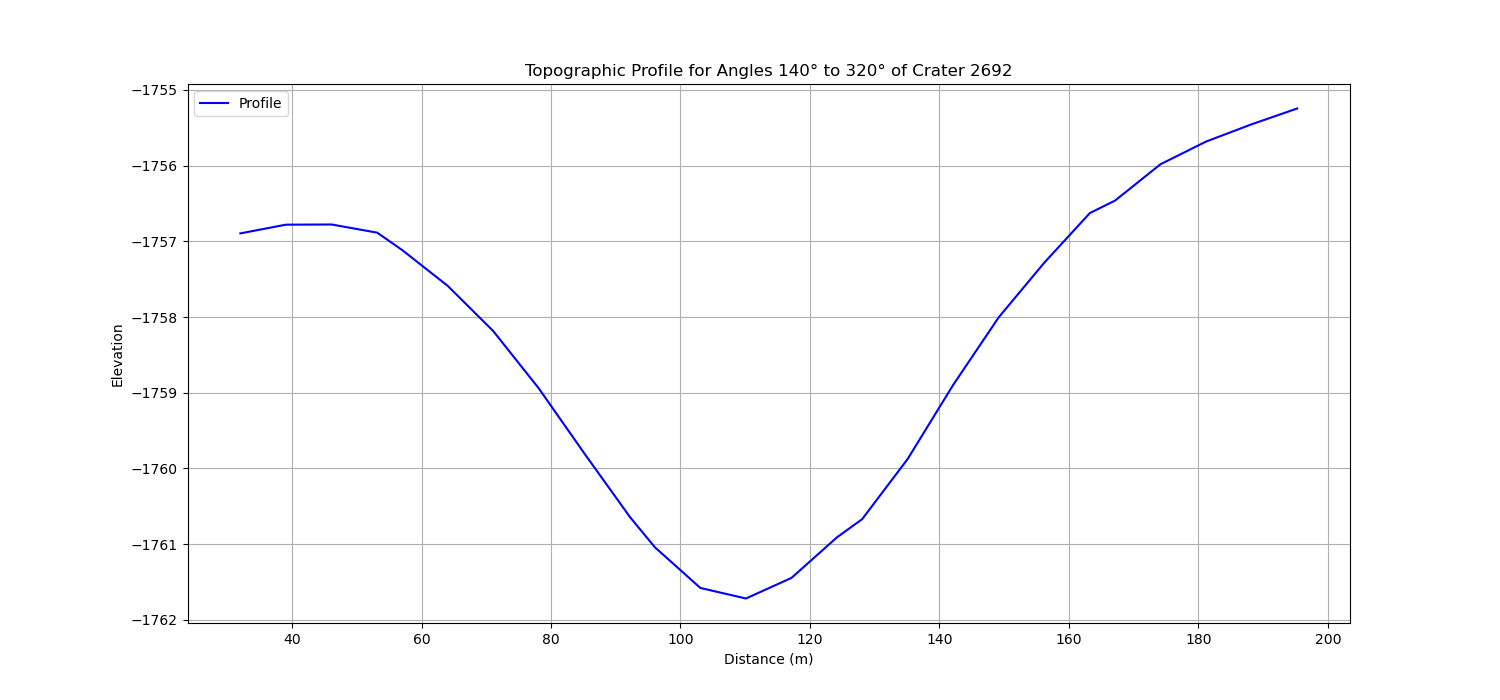 Topographic Profile for Angles 140° to 320° of Crater 2692
Profile
Elevation
−1755
−1756
−1757
−1758
−1759
−1760
−1761
−1762
40 60 80 100 120 140 160 180 200
Distance (m)